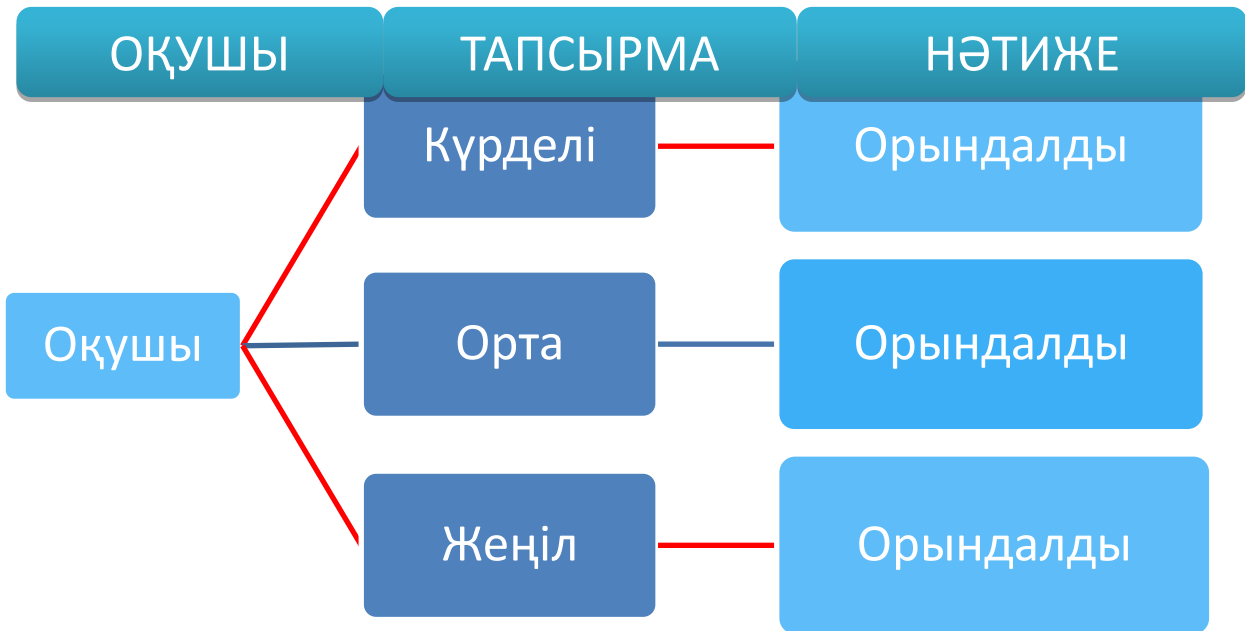 ОҚУШЫ ТАПСЫРМА НӘТИЖЕ
Күрделі Орындалды
Оқушы Орта Орындалды
Жеңіл Орындалды